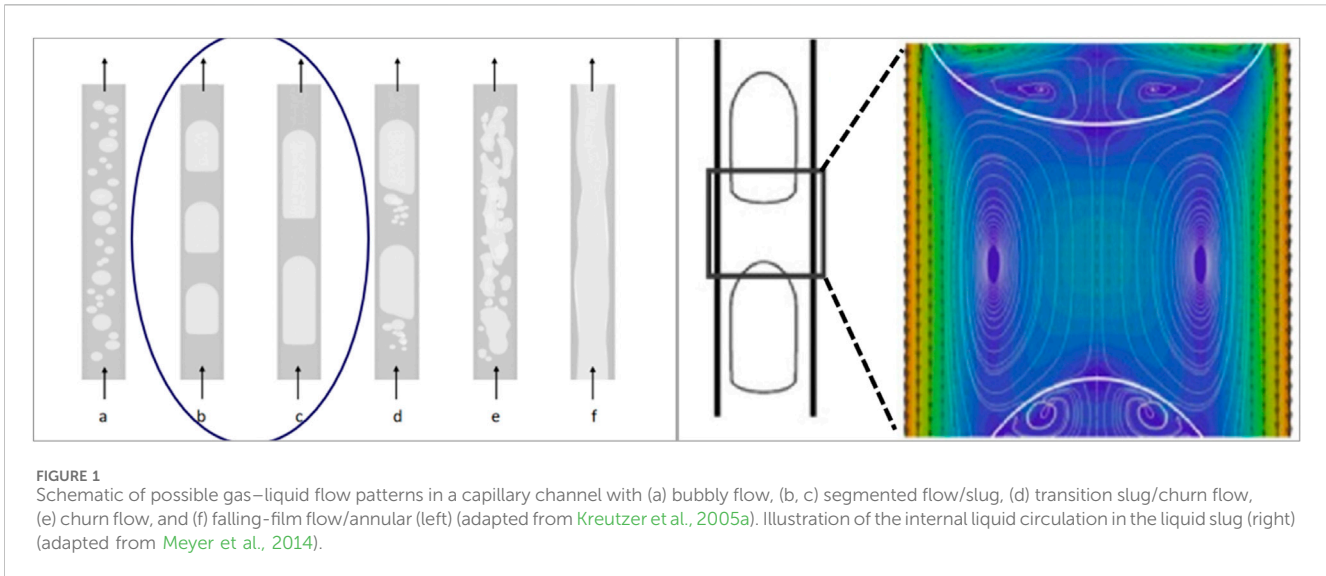 a b c d e f
FIGURE 1
Schematic of possible gas–liquid flow patterns in a capillary channel with (a) bubbly flow, (b, c) segmented flow/slug, (d) transition slug/churn flow,
(e) churn flow, and (f) falling-film flow/annular (left) (adapted from Kreutzer et al., 2005a). Illustration of the internal liquid circulation in the liquid slug (right)
(adapted from Meyer et al., 2014).